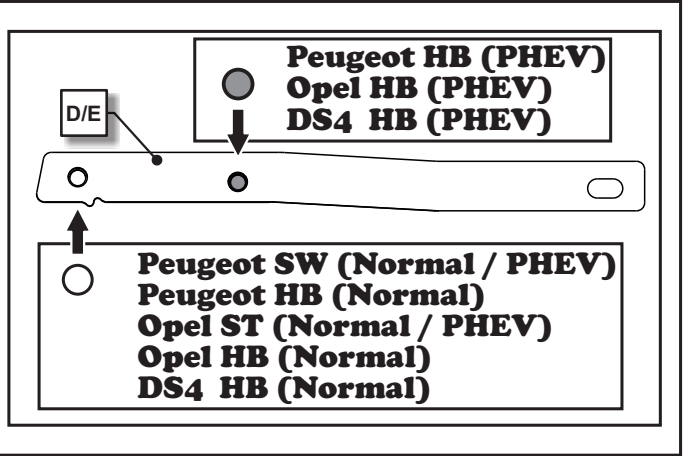 Peugeot HB (PHEV)
Opel HB (PHEV)
DS4 HB (PHEV)
D/E
Peugeot SW (Normal / PHEV)
Peugeot HB (Normal)
Opel ST (Normal / PHEV)
Opel HB (Normal)
DS4 HB (Normal)